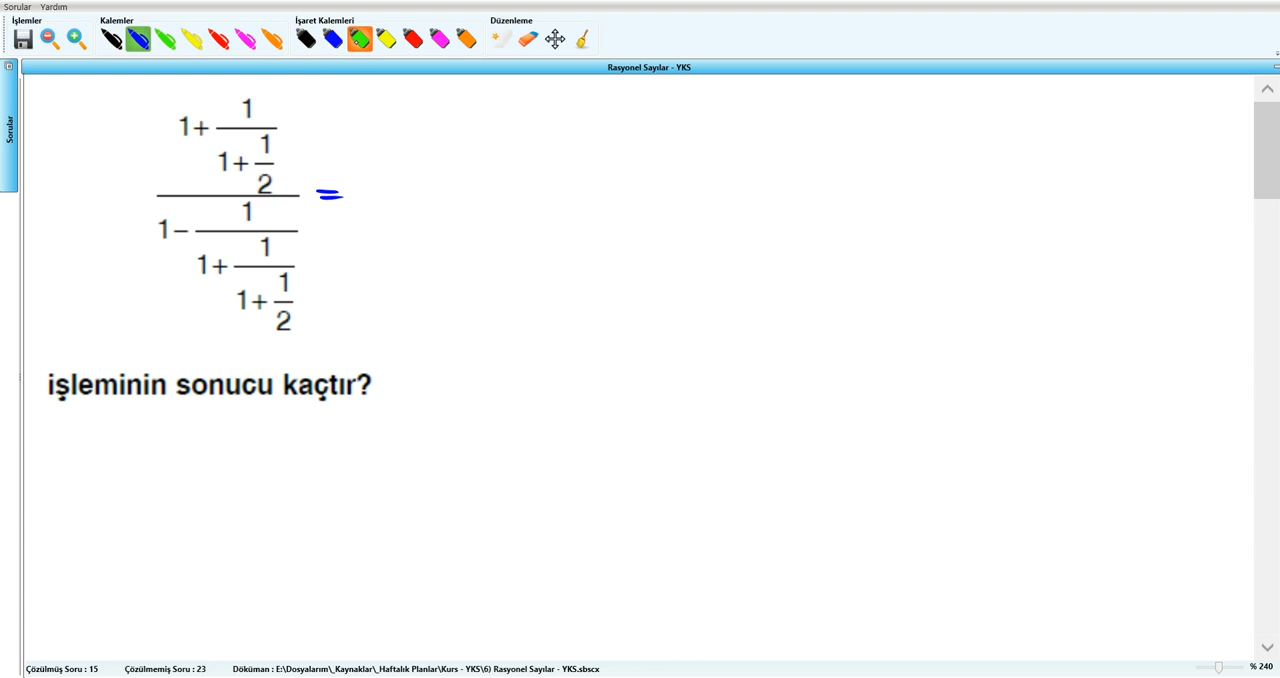 Sorular Yardım
İşlemler Kalemler İşaret Kalemleri Düzenleme
Rasyonel Sayılar - YKS
Sorular
1
1+
1
1+
2
=
1
1-
1
1+
1
1+
2
işleminin sonucu kaçtır?
Çözülmüş Soru : 15 Çözülmemiş Soru : 23 Döküman : E:\Dosyalarım\_Kaynaklar\_Haftalık Planlar\Kurs - YKS\6) Rasyonel Sayılar - YKS.sbscx % 240